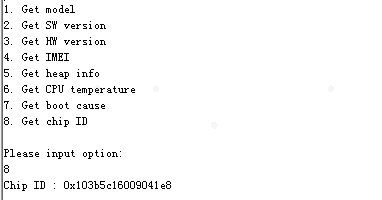 1. Get model
2. Get SW version
3. Get HW version
4. Get IMEI
5. Get heap info
6. Get CPU temperature
7. Get boot cause
8. Get chip ID
Please input option:
8
Chip ID : 0x103b5c16009041e8